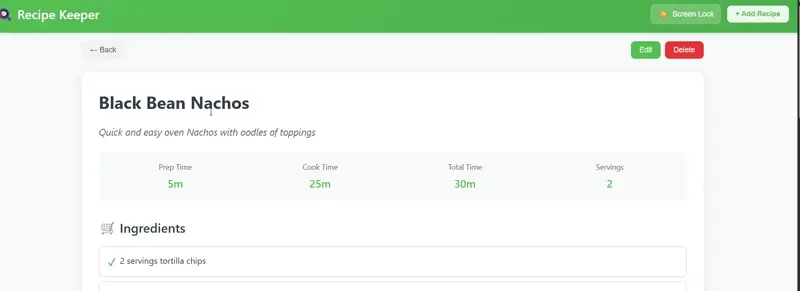 Recipe Keeper
Screen Lock
+ Add Recipe
← Back
Edit
Delete
Black Bean Nachos
Quick and easy oven Nachos with oodles of toppings
Prep Time
5m
Cook Time
25m
Total Time
30m
Servings
2
Ingredients
✓ 2 servings tortilla chips